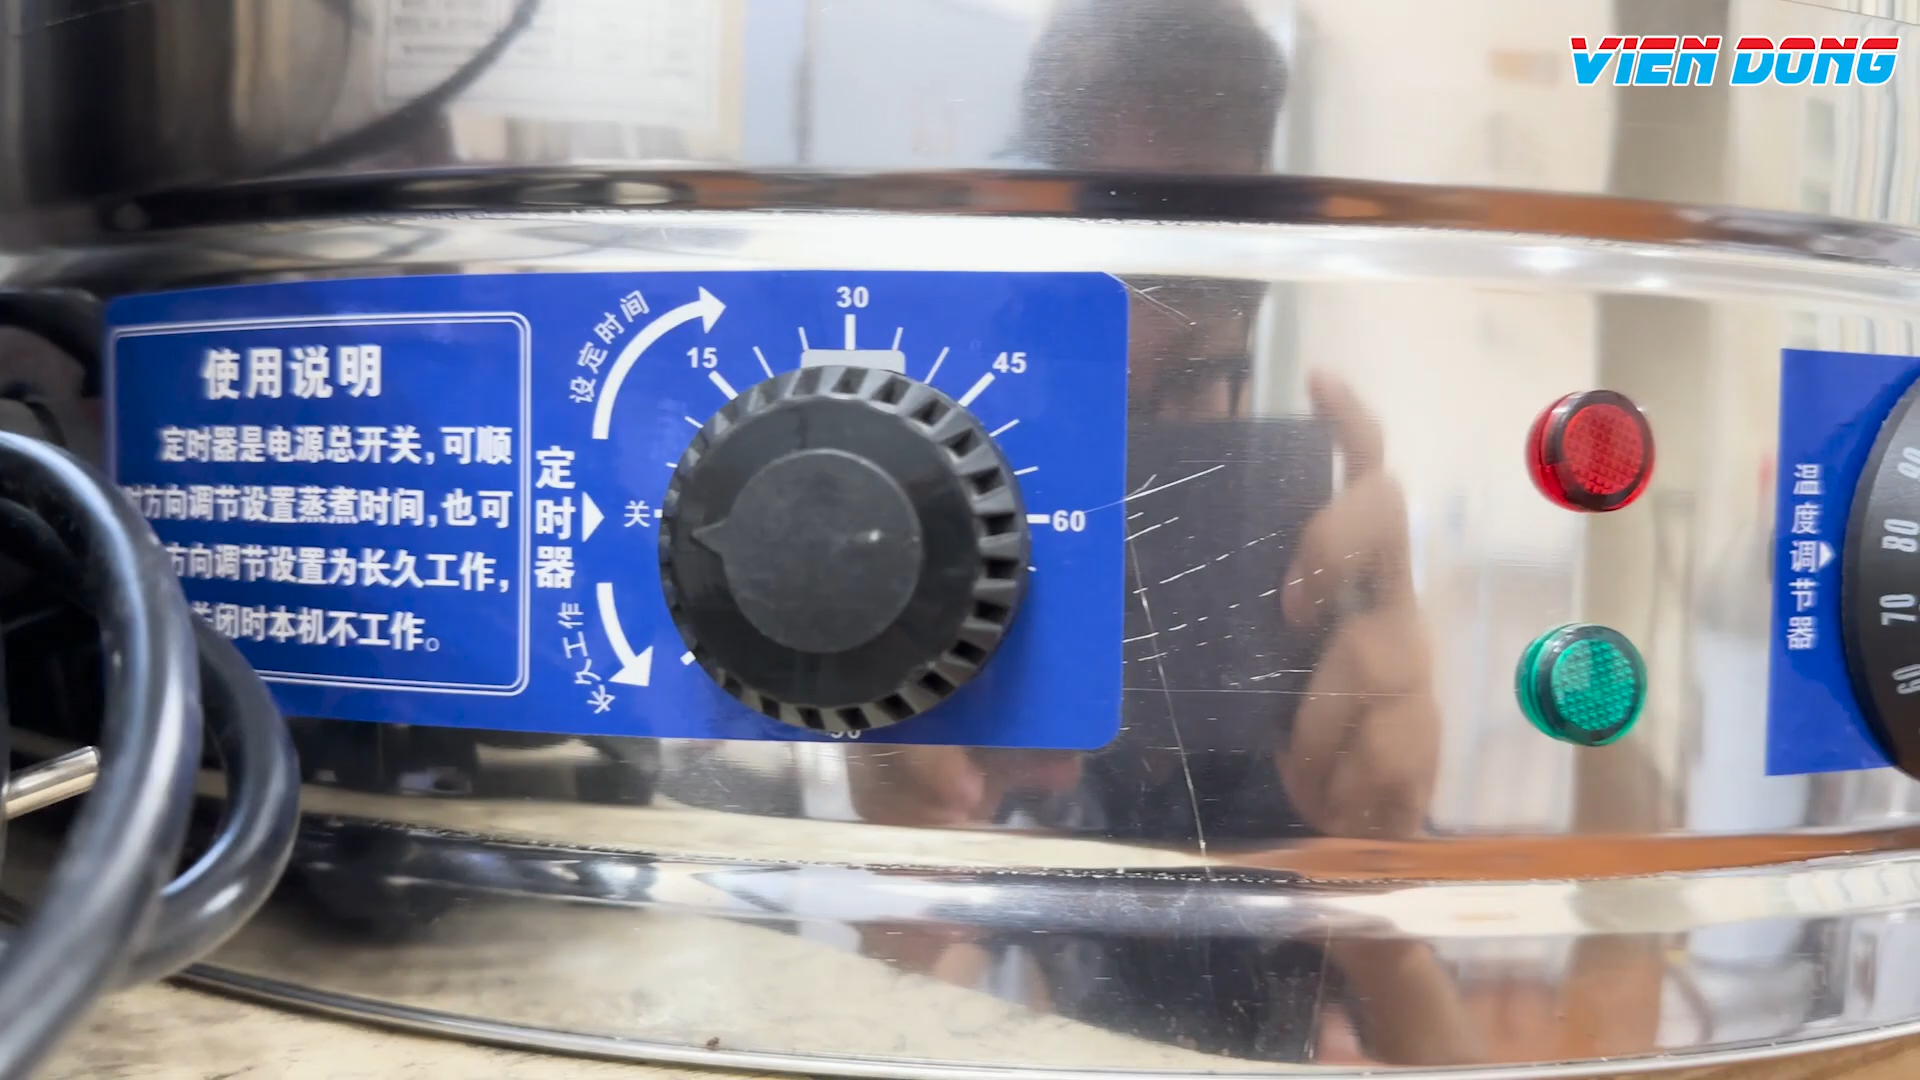 VIEN DONG
使用说明
定时器是电源总开关,可顺
方向调节设置蒸煮时间,也可
方向调节设置为长久工作,
关闭时本机不工作。
定时器
设定时间
长久工作
关
15
30
45
60
90
温度调节器
90
80
70
60